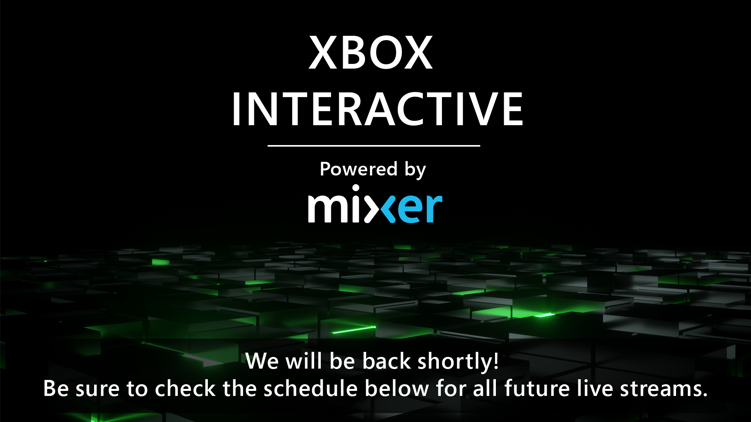 XBOX
INTERACTIVE
Powered by
mixer
We will be back shortly!
Be sure to check the schedule below for all future live streams.